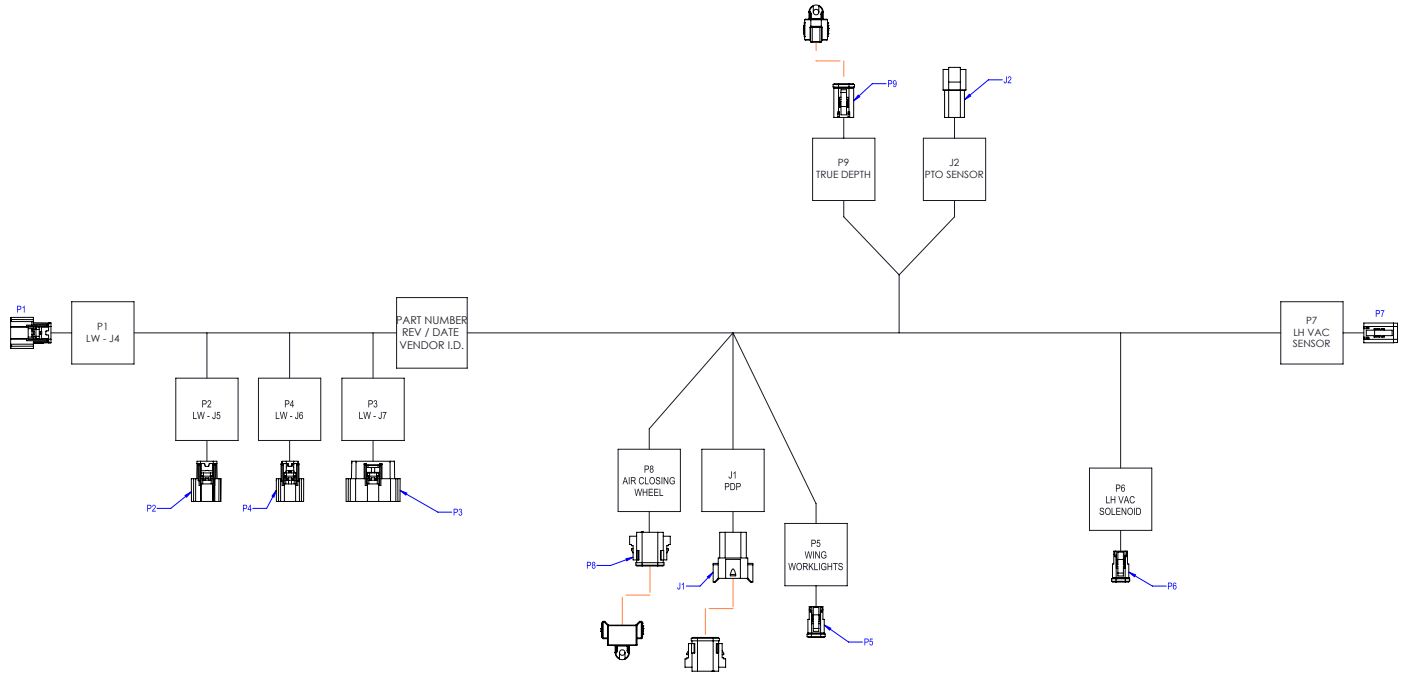 P9
J2
P9
TRUE DEPTH
J2
PTO SENSOR
P1
P1
LW - J4
PART NUMBER
REV / DATE
VENDOR I.D.
P7
LH VAC
SENSOR
P7
P2
LW - J5
P4
LW - J6
P3
LW - J7
P2
P4
P3
P8
AIR CLOSING
WHEEL
J1
PDP
P5
WING
WORKLIGHTS
P6
LH VAC
SOLENOID
P8
J1
P5
P6